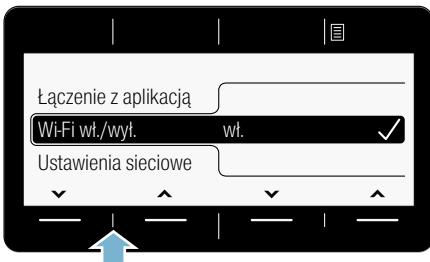 Łączenie z aplikacją
Wi-Fi wł./wył. wł.
Ustawienia sieciowe